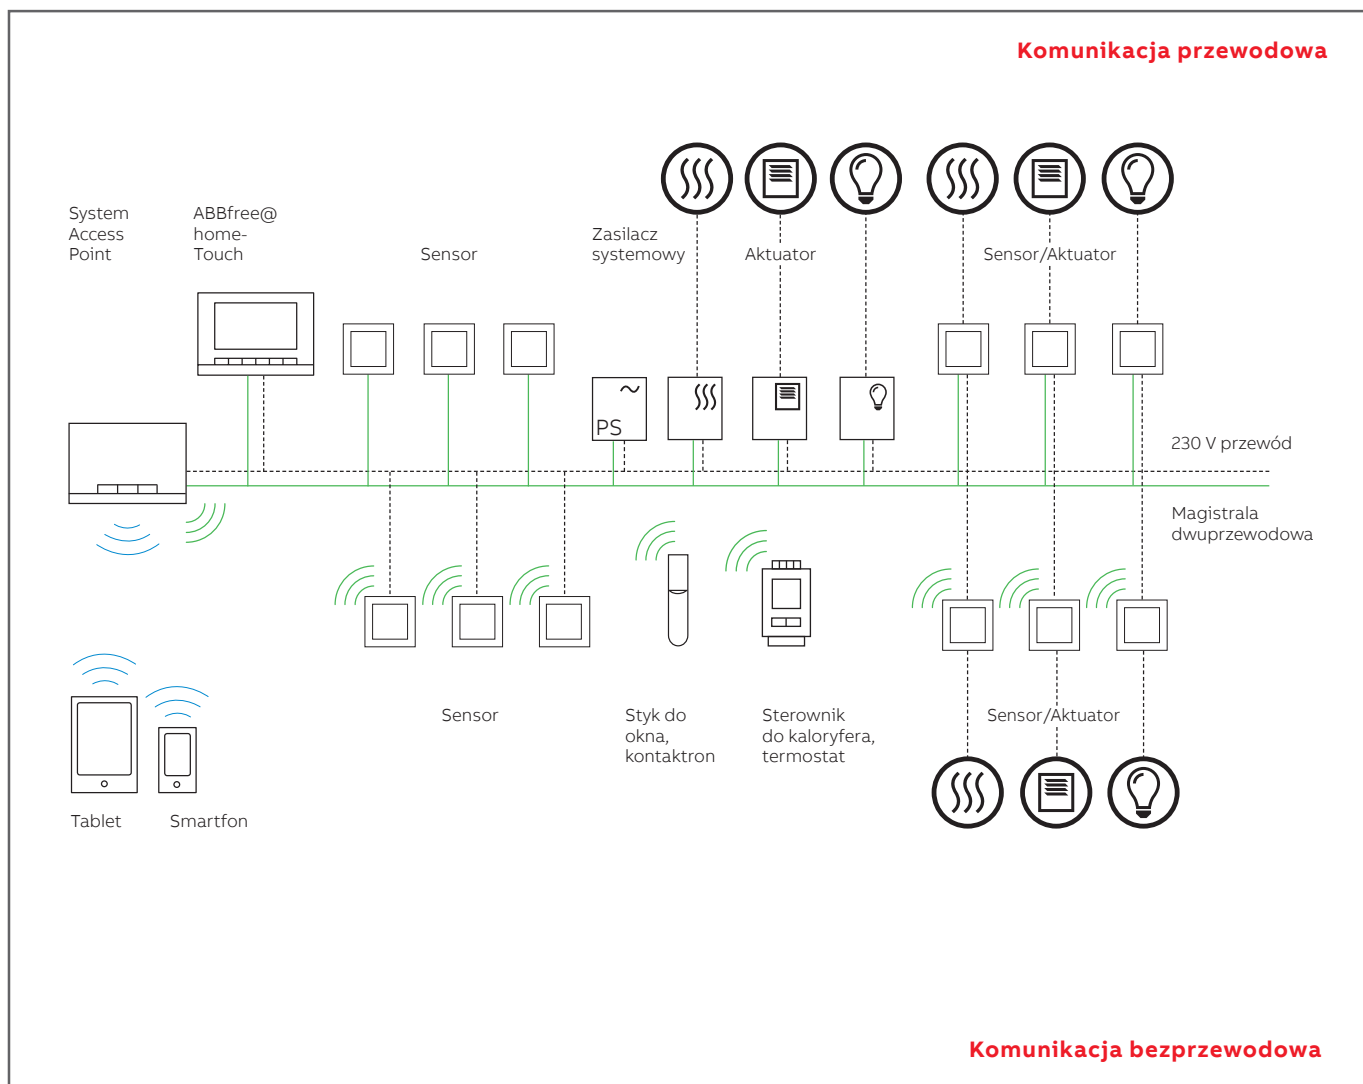 Komunikacja przewodowa
System
Access
Point
ABBfree@
home-
Touch
Sensor
Zasilacz
systemowy
Aktuator
Sensor/Aktuator
PS
230 V przewód
Magistrala
dwuprzewodowa
Sensor
Styk do
okna,
kontaktron
Sterownik
do kaloryfera,
termostat
Sensor/Aktuator
Tablet
Smartfon
Komunikacja bezprzewodowa